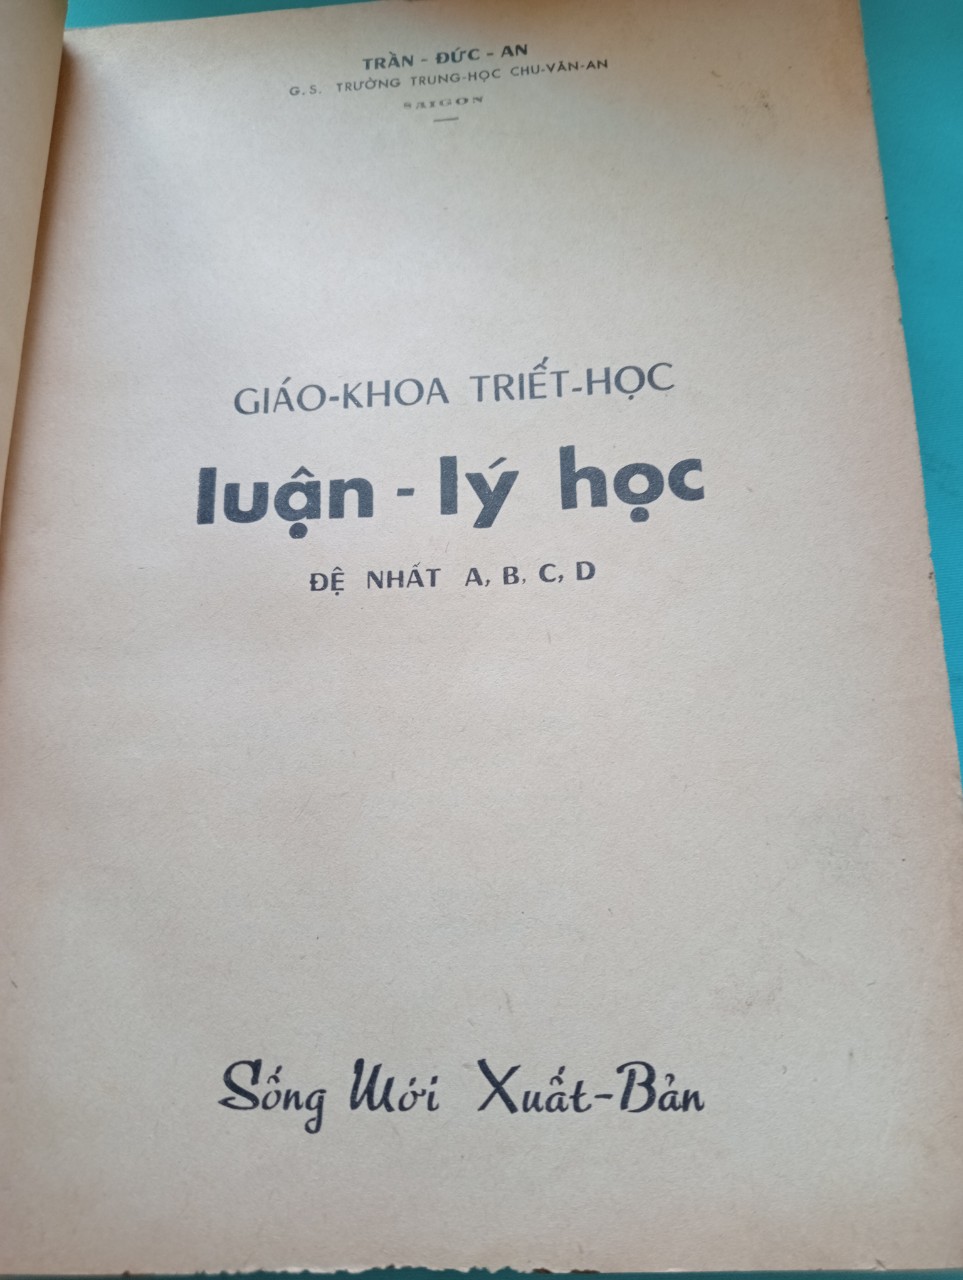 TRẦN - ĐỨC - AN
G.S. TRƯỜNG TRUNG-HỌC CHU-VĂN-AN
SAIGON
GIÁO-KHOA TRIẾT-HỌC
luận - lý học
ĐỆ NHẤT A, B, C, D
Sống Mới Xuất-Bản